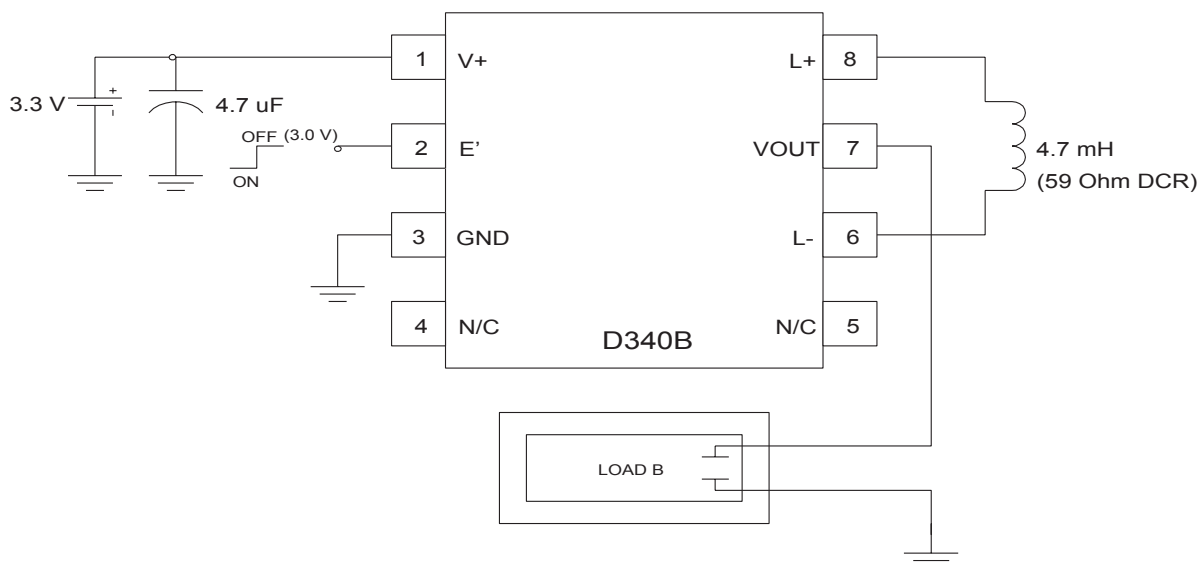 1 V+
L+ 8
3.3 V
+
-
4.7 uF
OFF (3.0 V)
ON
2 E'
VOUT 7
4.7 mH
(59 Ohm DCR)
3 GND
L- 6
4 N/C
N/C 5
D340B
LOAD B